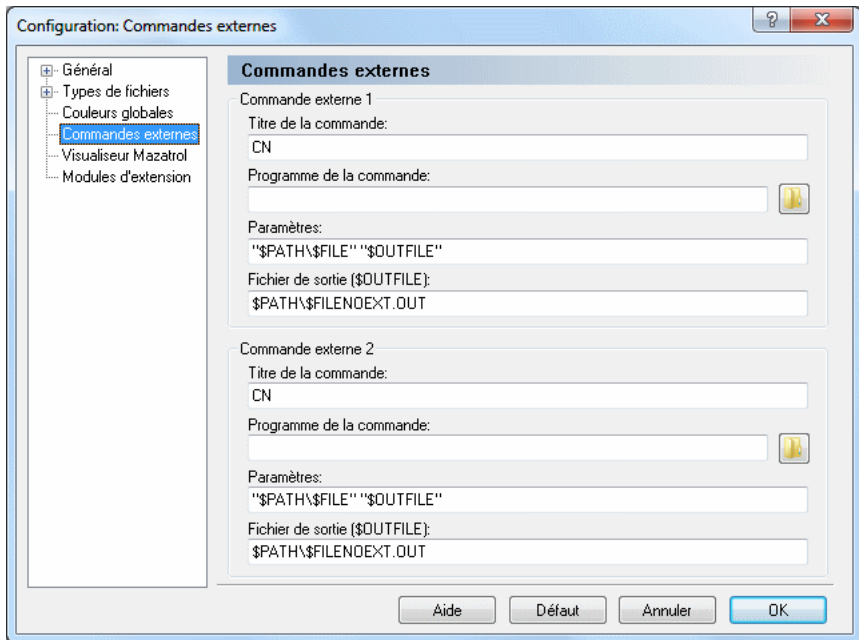 Configuration: Commandes externes
Général
Types de fichiers
Couleurs globales
Commandes externes
Visualiseur Mazatrol
Modules d'extension
Commandes externes
Commande externe 1
Titre de la commande:
CN
Programme de la commande:
Paramètres:
"$PATH\$FILE" "$OUTFILE"
Fichier de sortie ($OUTFILE):
$PATH\$FILENOEXT.OUT
Commande externe 2
Titre de la commande:
CN
Programme de la commande:
Paramètres:
"$PATH\$FILE" "$OUTFILE"
Fichier de sortie ($OUTFILE):
$PATH\$FILENOEXT.OUT
Aide
Défaut
Annuler
OK